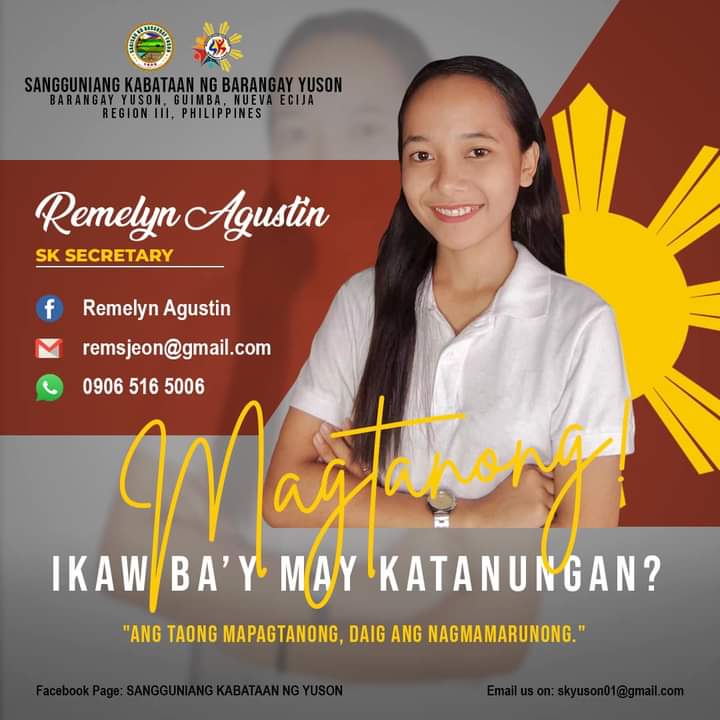 SANGGUNIANG KABATAAN NG BARANGAY YUSON
BARANGAY YUSON, GUIMBA, NUEVA ECIJA
REGION III, PHILIPPINES
Remelyn Agustin
SK SECRETARY
Remelyn Agustin
remsjeon@gmail.com
0906 516 5006
Magtanong!
IKAW BA'Y MAY KATANUNGAN?
"ANG TAONG MAPAGTANONG, DAIG ANG NAGMAMARUNONG."
Facebook Page: SANGGUNIANG KABATAAN NG YUSON
Email us on: skyuson01@gmail.com